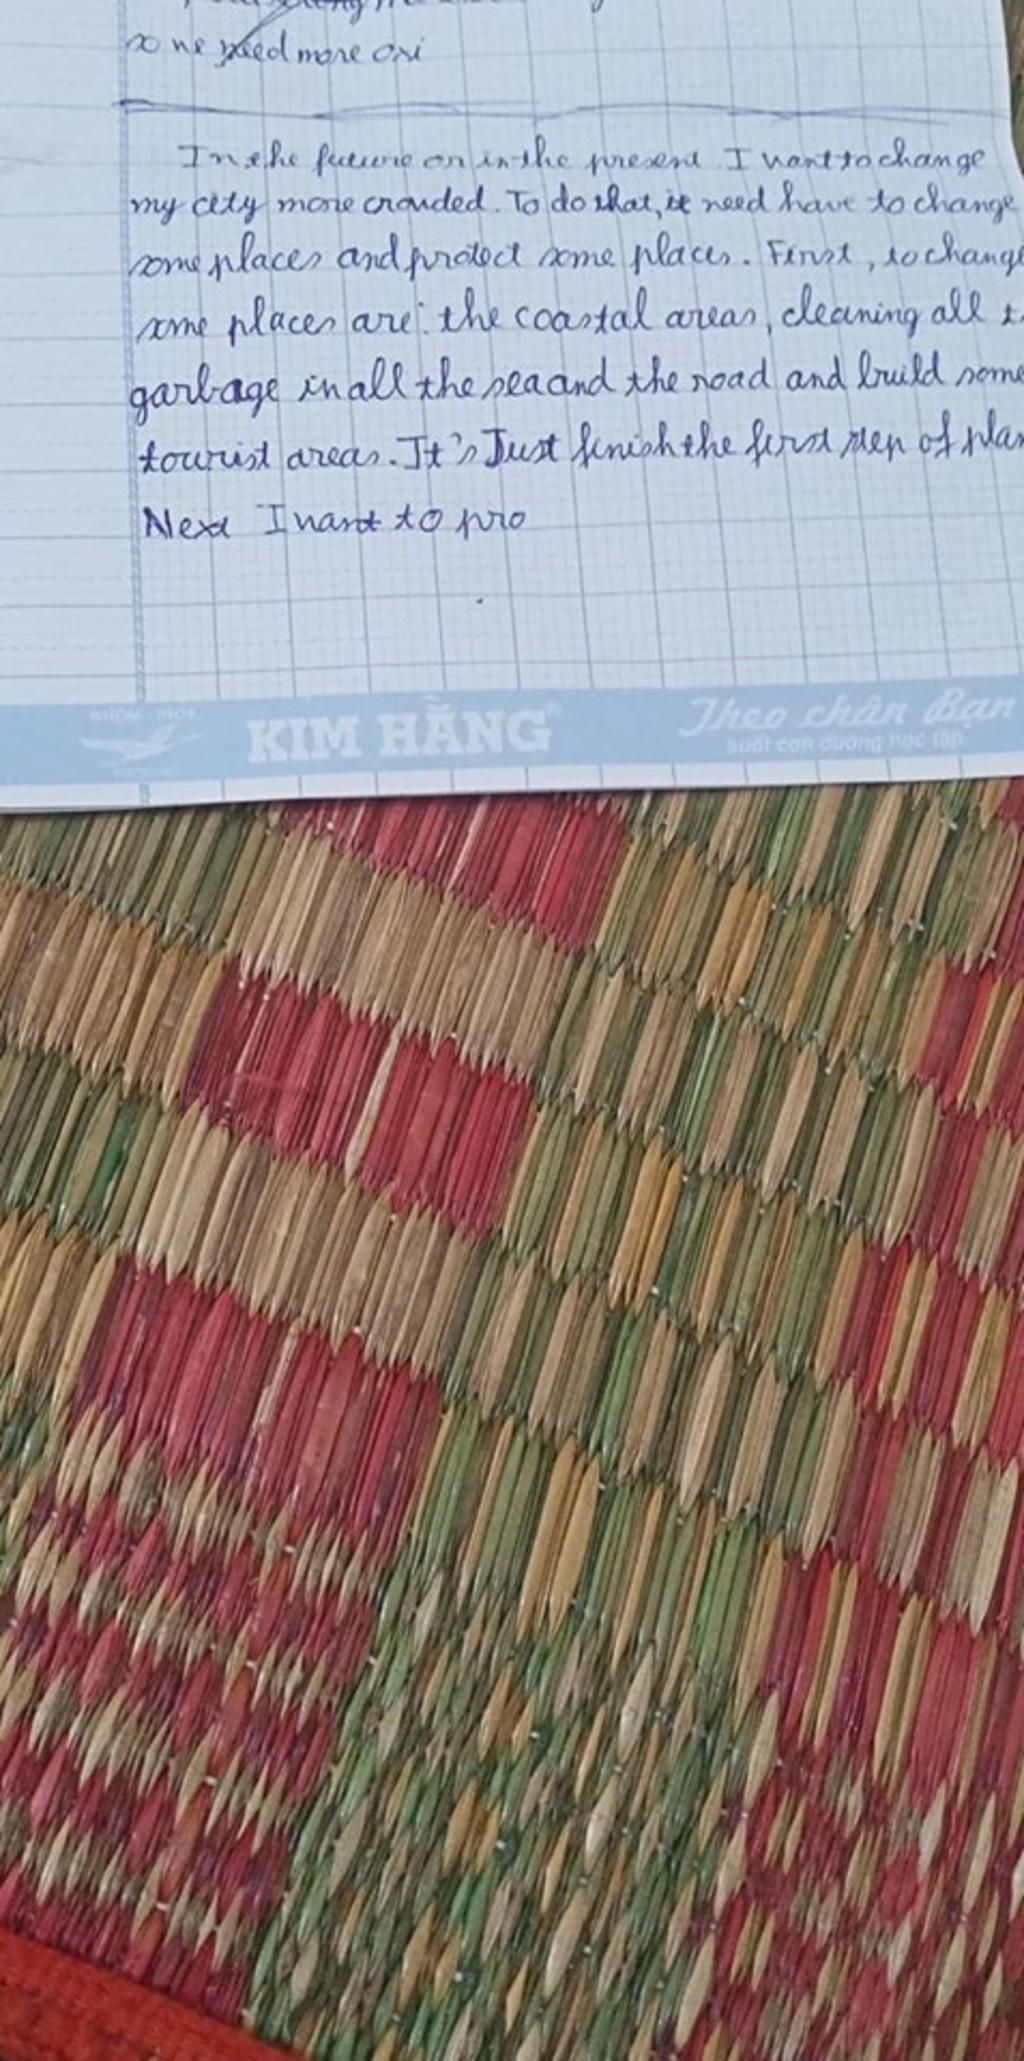 so we need more oxi
In the future or in the present I want to change
my city more crowded. To do that, it need have to change
some places and protect some places. First, to change
some places are: the coastal areas, cleaning all t
garbage in all the sea and the road and build some
tourist areas. It's Just finish the first step of plan
Next I want to pro
KIM HẰNG
Theo chân Bạn
suốt con đường học tập